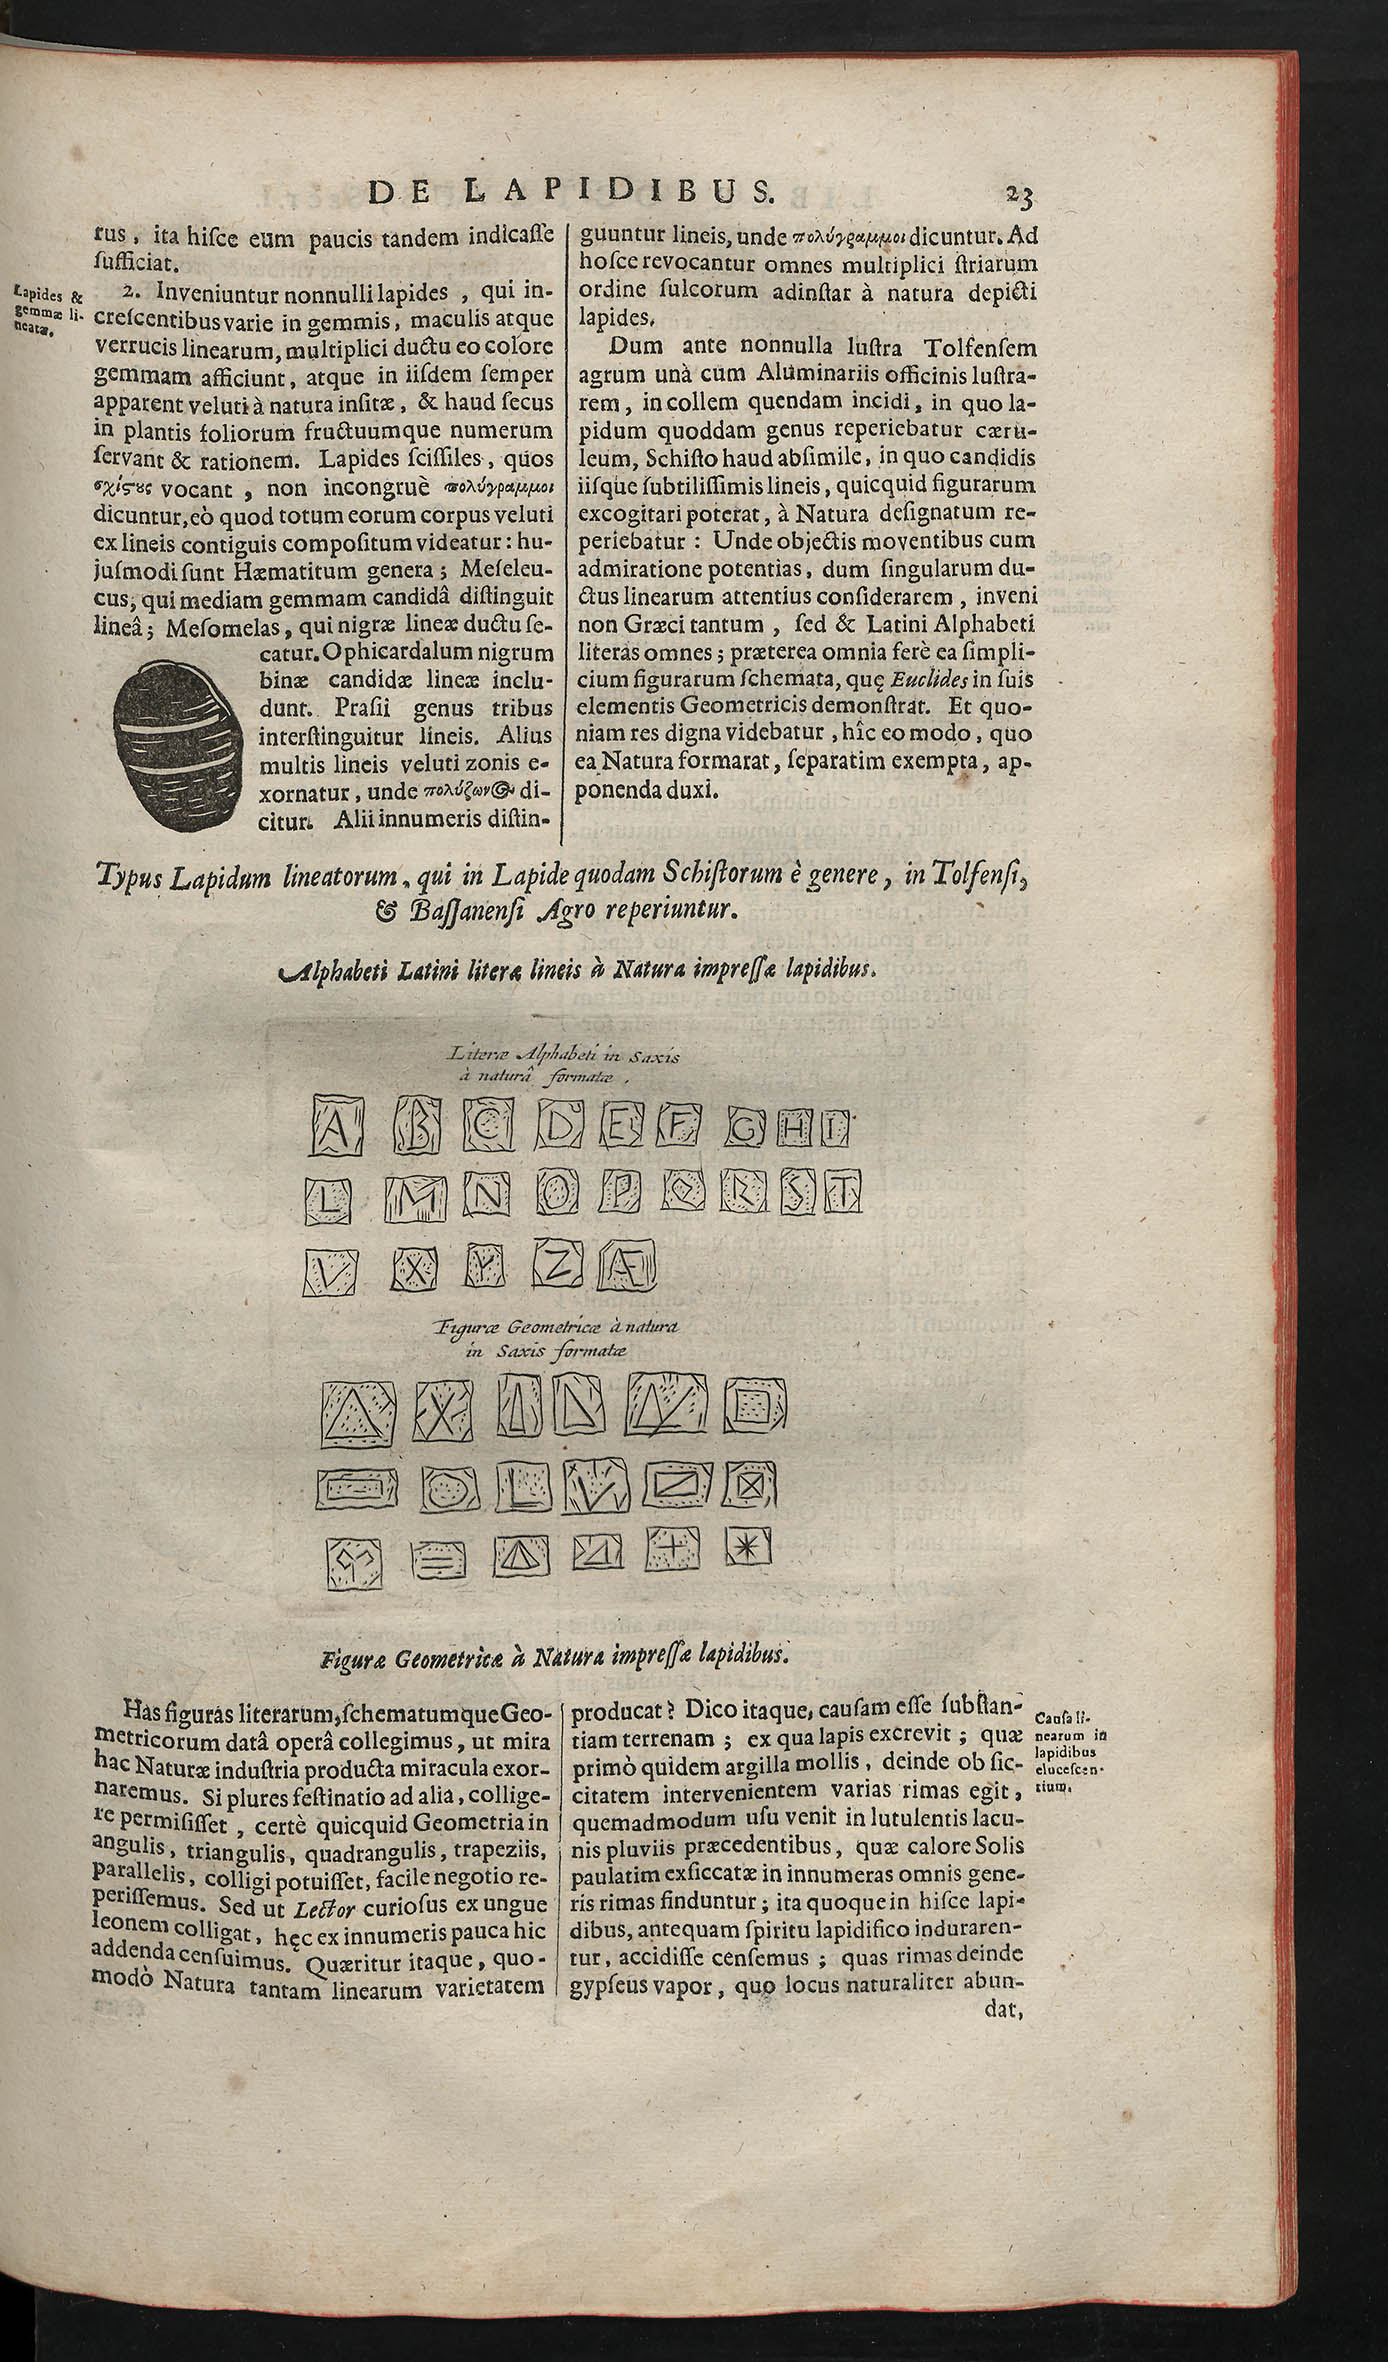 DE LAPIDIBUS. 23
rus, ita hisce eum paucis tandem indicasse
sufficiat.
Lapides &
gemmæ li-
neatæ.
2. Inveniuntur nonnulli lapides, qui in-
crescentibus varie in gemmis, maculis atque
verrucis linearum, multiplici ductu eo colore
gemmam afficiunt, atque in iisdem semper
apparent veluti à natura insitæ, & haud secus
in plantis foliorum fructuumque numerum
servant & rationem. Lapides scissiles, quos
σχίϛους vocant, non incongruè πολύγραμμοι
dicuntur, eò quod totum eorum corpus veluti
ex lineis contiguis compositum videatur: hu-
jusmodi sunt Hæmatitum genera; Meseleu-
cus, qui mediam gemmam candidâ distinguit
lineâ; Mesomelas, qui nigræ lineæ ductu se-
catur. Ophicardalum nigrum
binæ candidæ lineæ inclu-
dunt. Prasii genus tribus
interstinguitur lineis. Alius
multis lineis veluti zonis e-
xornatur, unde πολύζωνος di-
citur. Alii innumeris distin-
guuntur lineis, unde πολύγραμμοι dicuntur. Ad
hosce revocantur omnes multiplici striarum
ordine sulcorum adinstar à natura depicti
lapides.
Dum ante nonnulla lustra Tolfensem
agrum unà cum Aluminariis officinis lustra-
rem, in collem quendam incidi, in quo la-
pidum quoddam genus reperiebatur cæru-
leum, Schisto haud absimile, in quo candidis
iisque subtilissimis lineis, quicquid figurarum
excogitari poterat, à Natura designatum re-
periebatur: Unde objectis moventibus cum
admiratione potentias, dum singularum du-
ctus linearum attentius considerarem, inveni
non Græci tantum, sed & Latini Alphabeti
literas omnes; præterea omnia ferè ea simpli-
cium figurarum schemata, quę Euclides in suis
elementis Geometricis demonstrat. Et quo-
niam res digna videbatur, hîc eo modo, quo
ea Natura formarat, separatim exempta, ap-
ponenda duxi.
Typus Lapidum lineatorum, qui in Lapide quodam Schistorum è genere, in Tolfensi,
& Bassanensi Agro reperiuntur.
Alphabeti Latini literæ lineis à Natura impressæ lapidibus.
Literæ Alphabeti in Saxis
à naturâ formatæ.
A B C D E F G H I
L M N O P Q R S T
V X Y Z Æ
Figuræ Geometricæ à natura
in Saxis formatæ
Figuræ Geometricæ à Natura impressæ lapidibus.
Has figuras literarum, schematumque Geo-
metricorum datâ operâ collegimus, ut mira
hac Naturæ industria producta miracula exor-
naremus. Si plures festinatio ad alia, collige-
re permisisset, certè quicquid Geometria in
angulis, triangulis, quadrangulis, trapeziis,
parallelis, colligi potuisset, facile negotio re-
perissemus. Sed ut Lector curiosus ex ungue
leonem colligat, hęc ex innumeris pauca hic
addenda censuimus. Quæritur itaque, quo-
modò Natura tantam linearum varietatem
producat? Dico itaque, causam esse substan-
tiam terrenam; ex qua lapis excrevit; quæ
primò quidem argilla mollis, deinde ob sic-
citatem intervenientem varias rimas egit,
quemadmodum usu venit in lutulentis lacu-
nis pluviis præcedentibus, quæ calore Solis
paulatim exsiccatæ in innumeras omnis gene-
ris rimas finduntur; ita quoque in hisce lapi-
dibus, antequam spiritu lapidifico induraren-
tur, accidisse censemus; quas rimas deinde
gypseus vapor, quo locus naturaliter abun-
dat,
Causa li-
nearum in
lapidibus
elucescen-
tium.